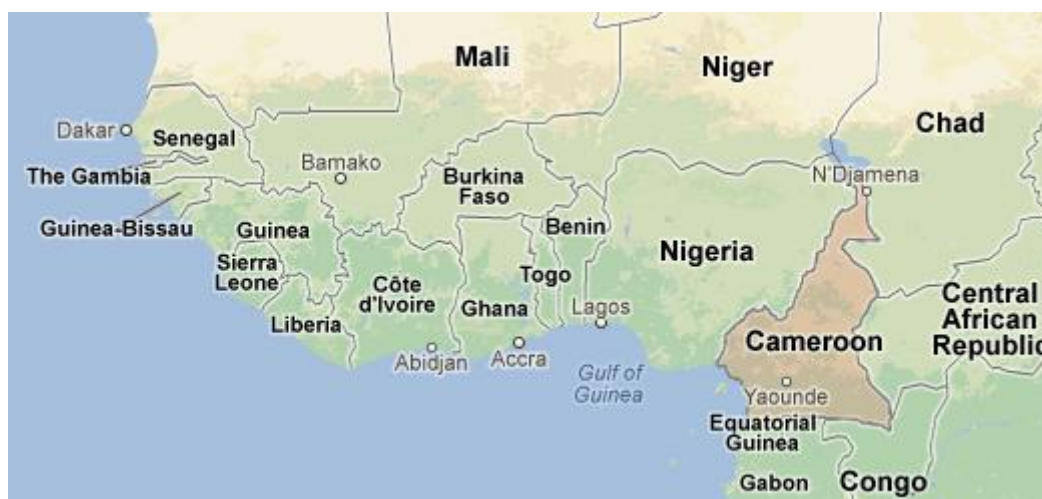 Mali
Niger
Chad
Dakar
Senegal
Bamako
The Gambia
Burkina
Faso
N'Djamena
Guinea-Bissau
Guinea
Benin
Nigeria
Sierra
Leone
Côte
d'Ivoire
Togo
Ghana
Lagos
Central
African
Republic
Liberia
Cameroon
Abidjan
Accra
Gulf of
Guinea
Yaounde
Equatorial
Guinea
Gabon
Congo